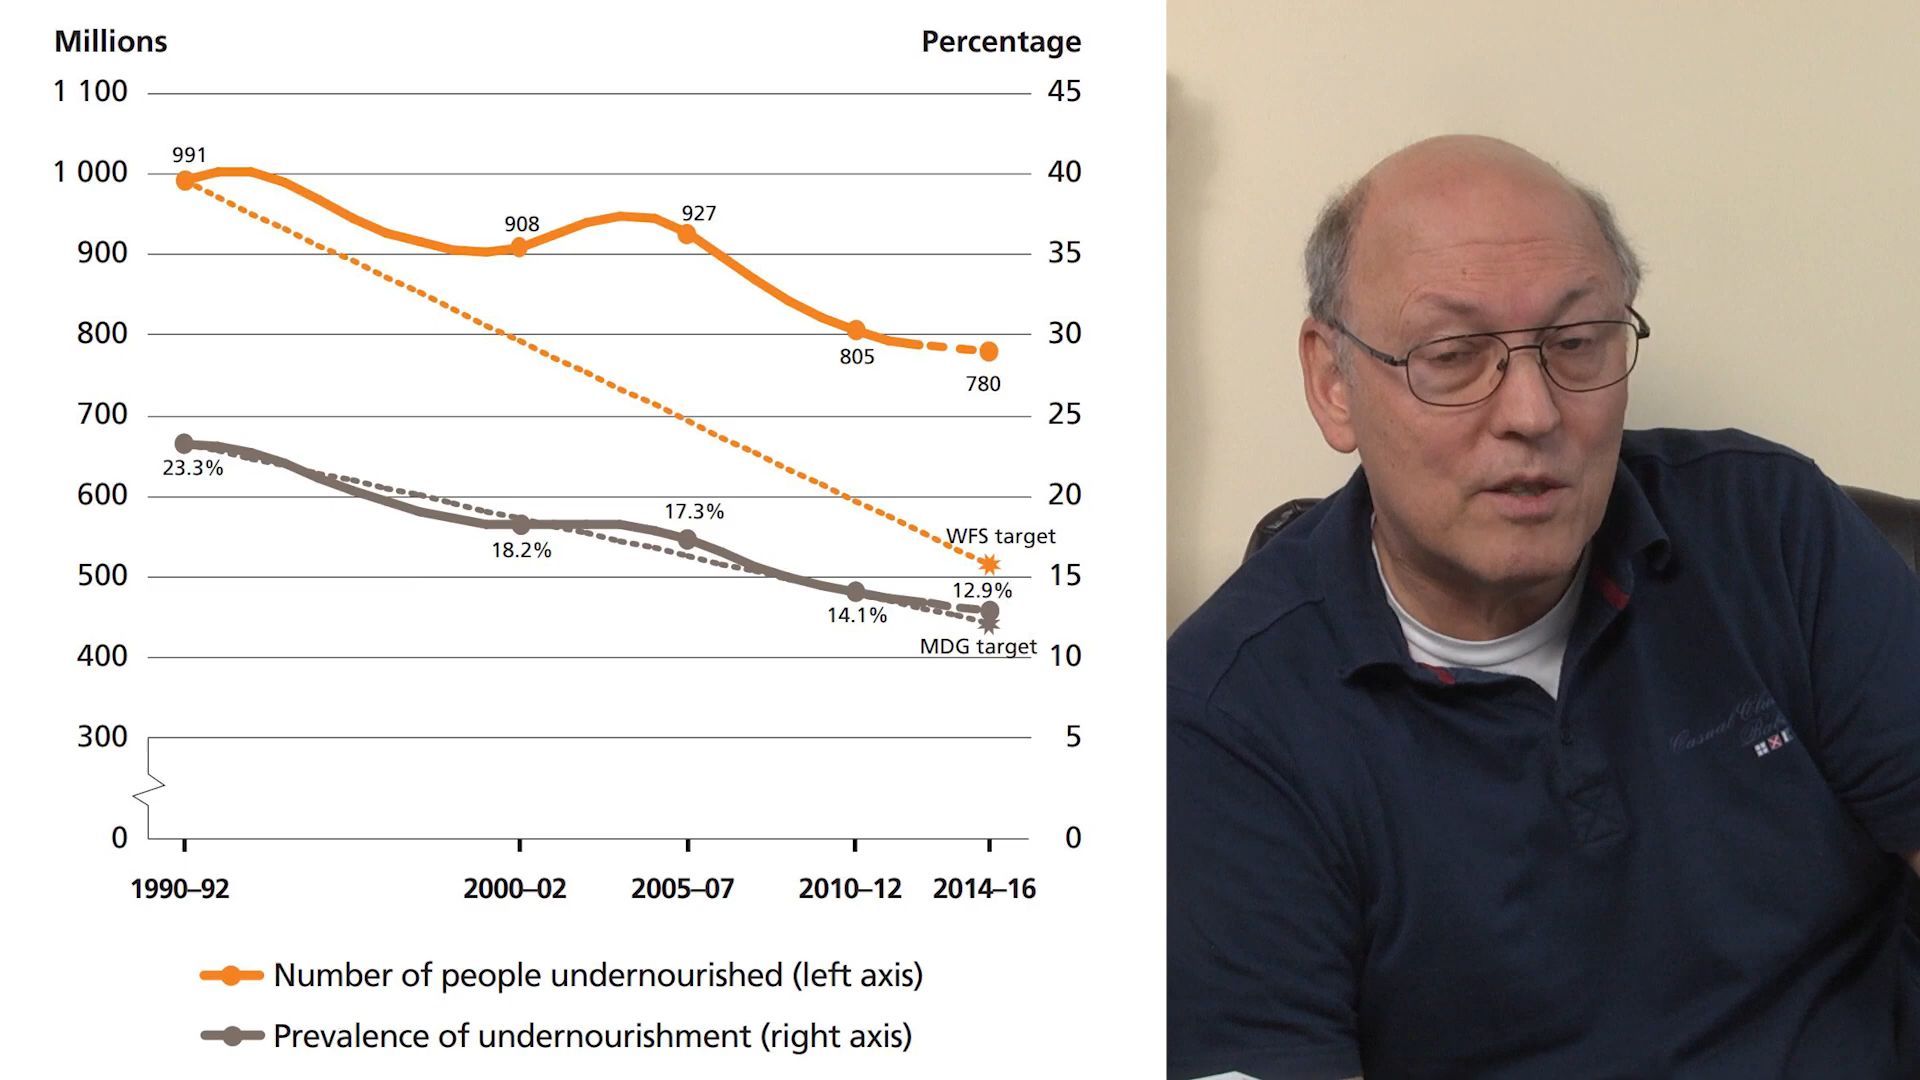 Millions Percentage
1 100 45
991
1 000 40
908 927
900 35
800 30
805
780
700 25
23.3%
600 20
17.3%
18.2%
WFS target
500 15
12.9%
14.1%
MDG target
400 10
300 5
0 0
1990–92 2000–02 2005–07 2010–12 2014–16
Number of people undernourished (left axis)
Prevalence of undernourishment (right axis)
Casual Club